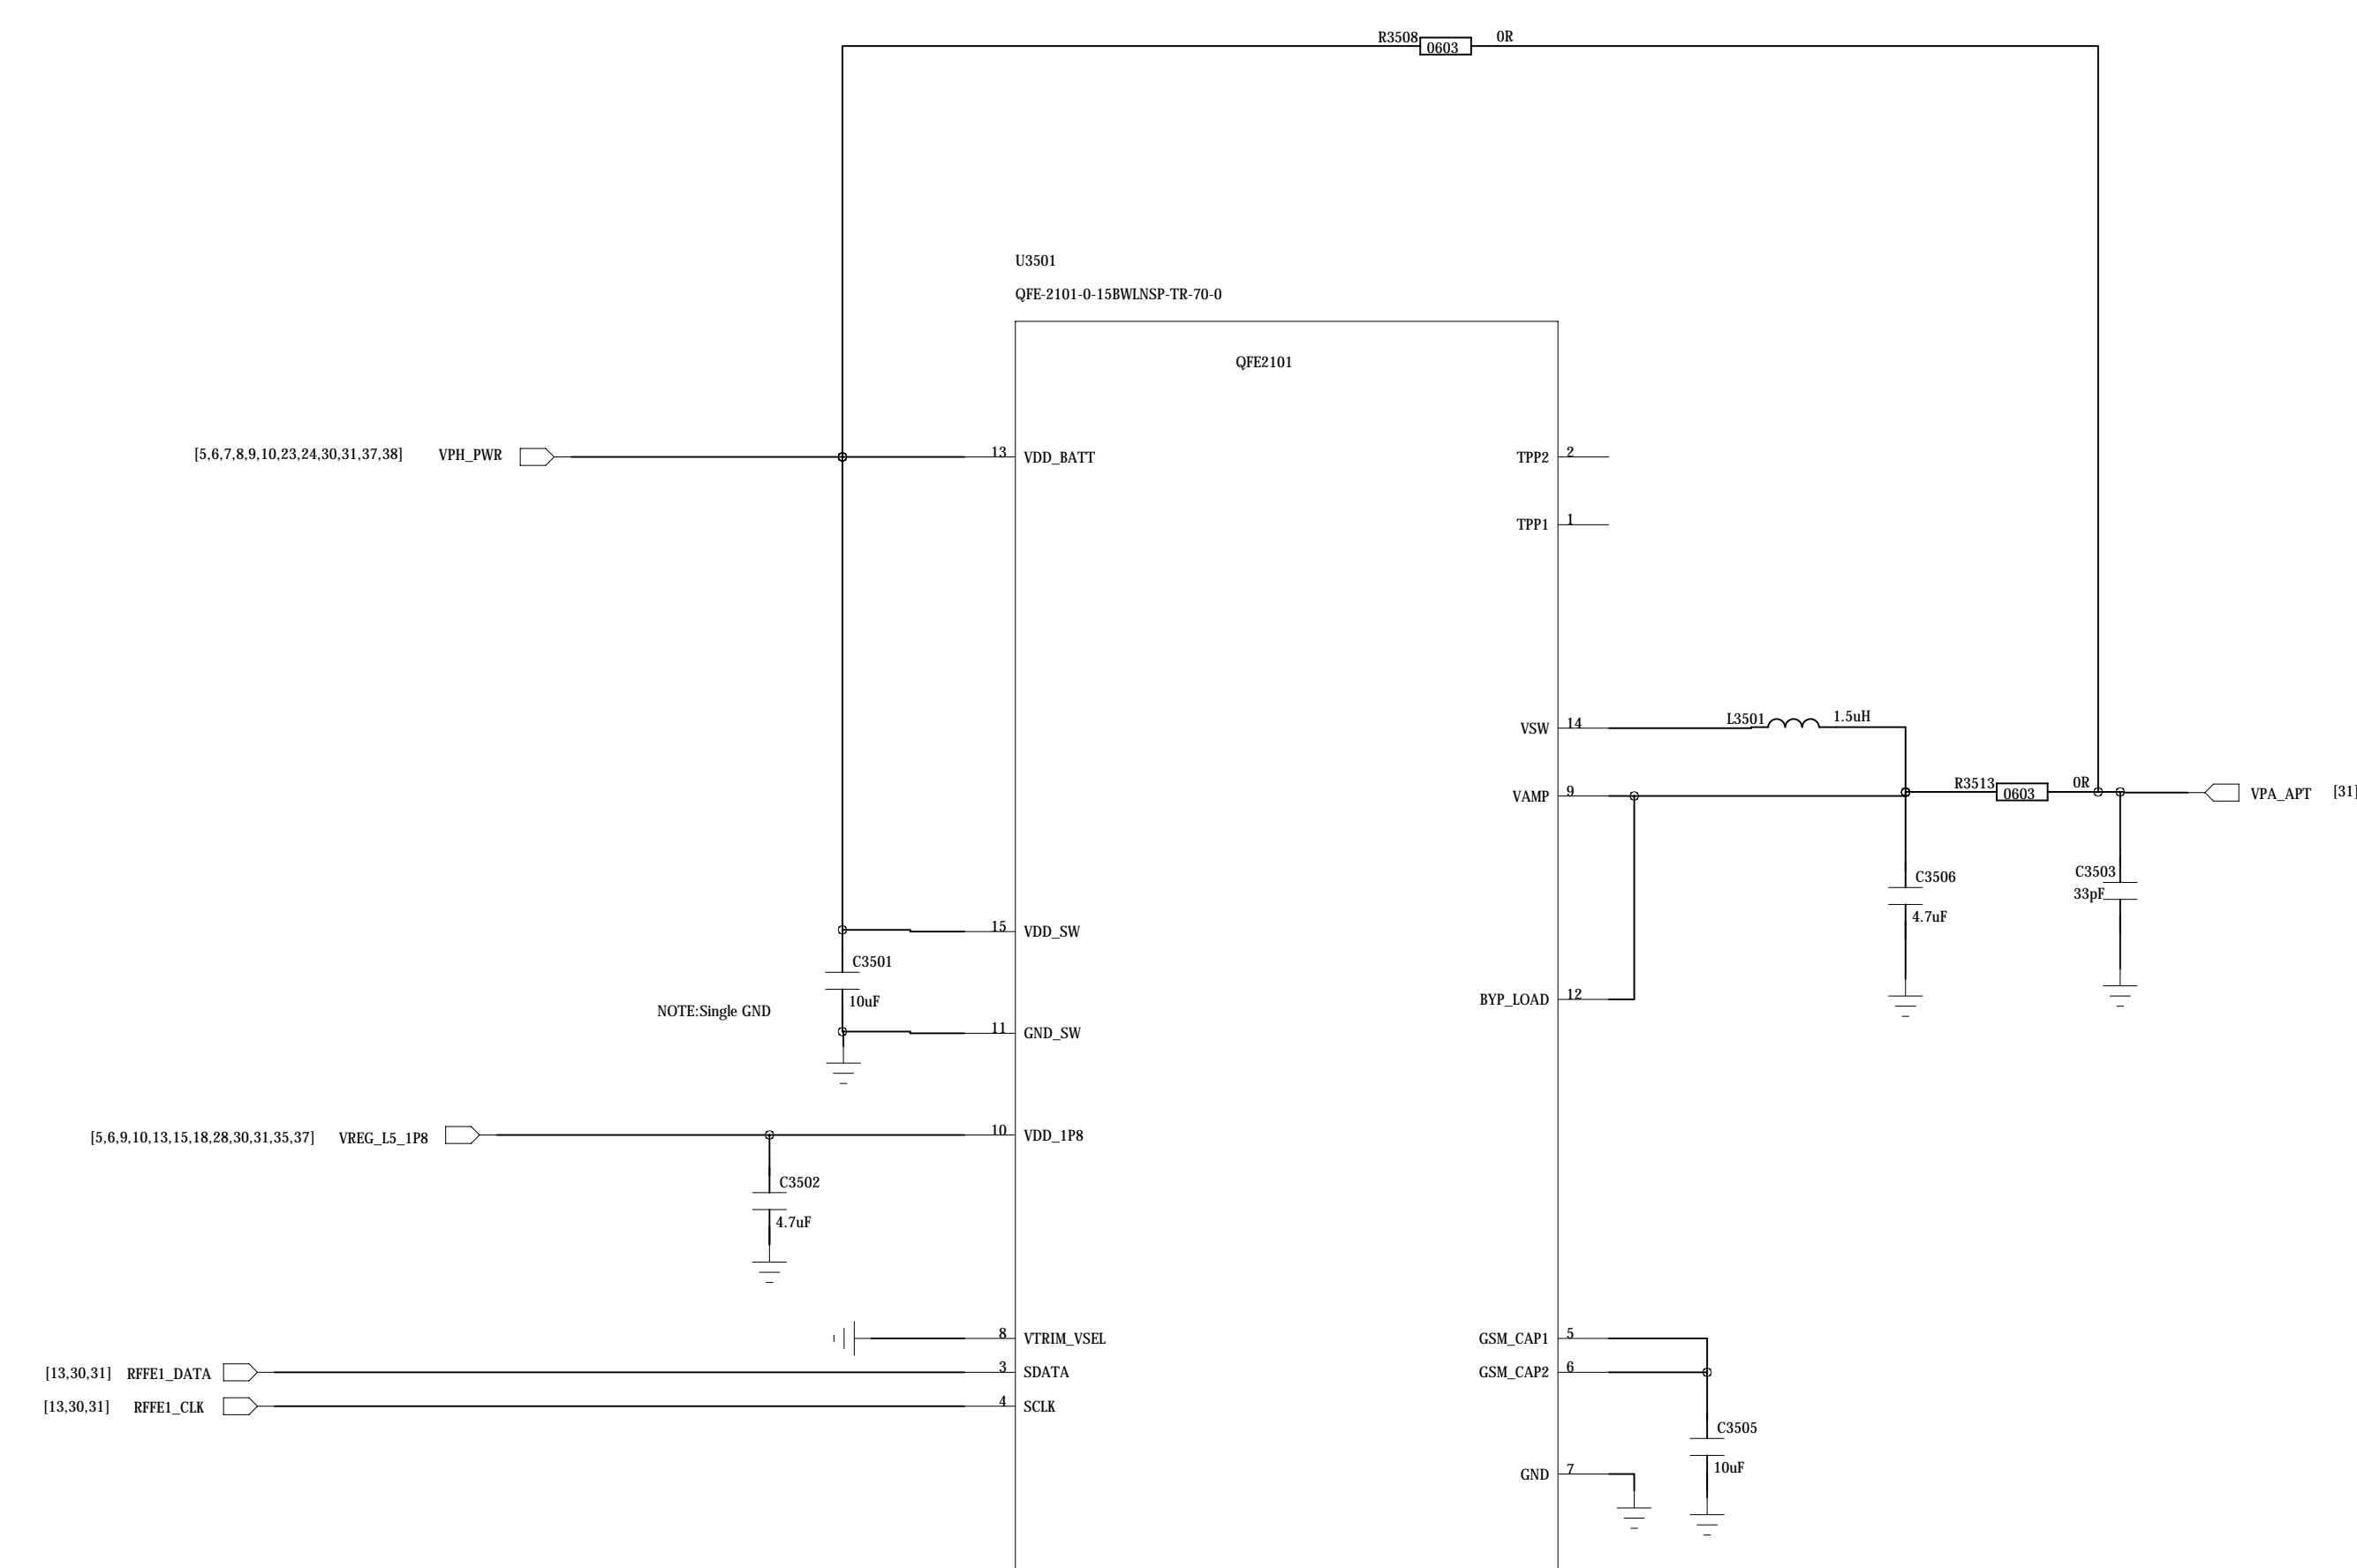 R3508 0603 0R
U3501
QFE-2101-0-15BWLNSP-TR-70-0
QFE2101
[5,6,7,8,9,10,23,24,30,31,37,38] VPH_PWR 13 VDD_BATT TPP2 2
TPP1 1
VSW 14 L3501 1.5uH
VAMP 9 R3513 0603 0R VPA_APT [31]
C3503
33pF
C3506
4.7uF
15 VDD_SW
C3501
10uF
BYP_LOAD 12
NOTE:Single GND
11 GND_SW
[5,6,9,10,13,15,18,28,30,31,35,37] VREG_L5_1P8 10 VDD_1P8
C3502
4.7uF
8 VTRIM_VSEL GSM_CAP1 5
[13,30,31] RFFE1_DATA 3 SDATA GSM_CAP2 6
[13,30,31] RFFE1_CLK 4 SCLK
C3505
10uF
GND 7